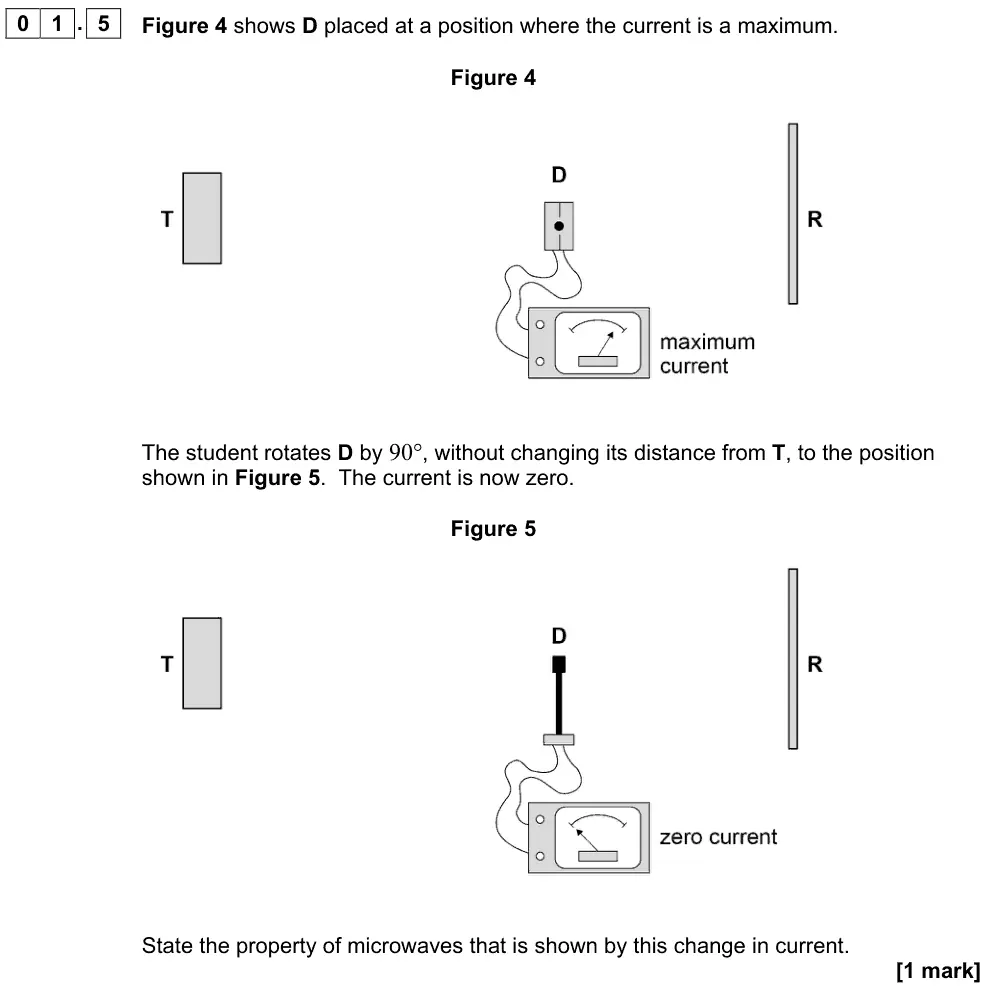 0 1 . 5 Figure 4 shows D placed at a position where the current is a maximum.
Figure 4
D
T
R
maximum
current
The student rotates D by 90°, without changing its distance from T, to the position
shown in Figure 5. The current is now zero.
Figure 5
D
T
R
zero current
State the property of microwaves that is shown by this change in current.
[1 mark]